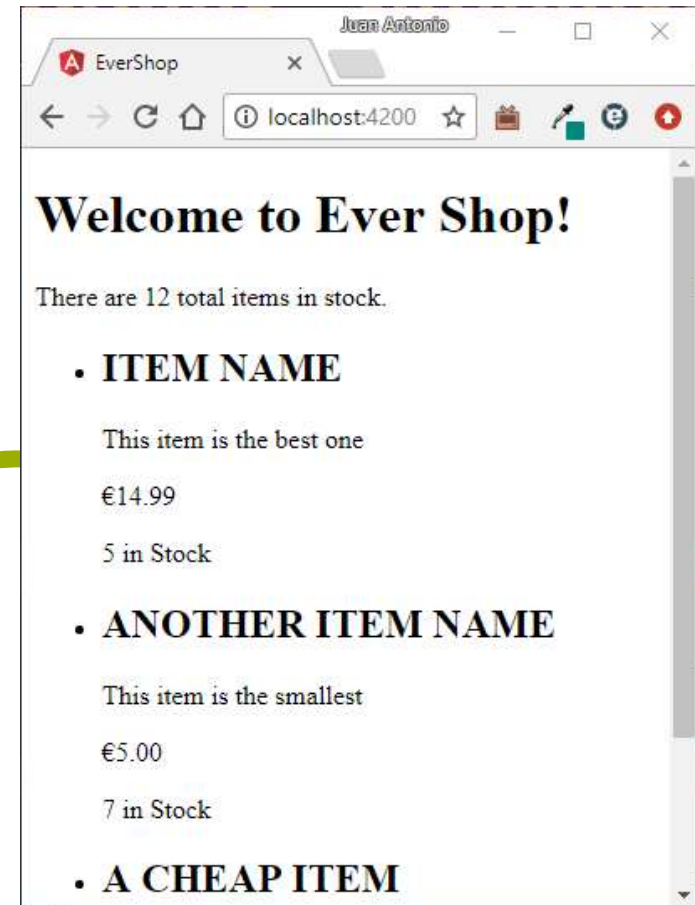 Juan Antonio
EverShop
localhost:4200
Welcome to Ever Shop!
There are 12 total items in stock.
ITEM NAME
This item is the best one
€14.99
5 in Stock
ANOTHER ITEM NAME
This item is the smallest
€5.00
7 in Stock
A CHEAP ITEM